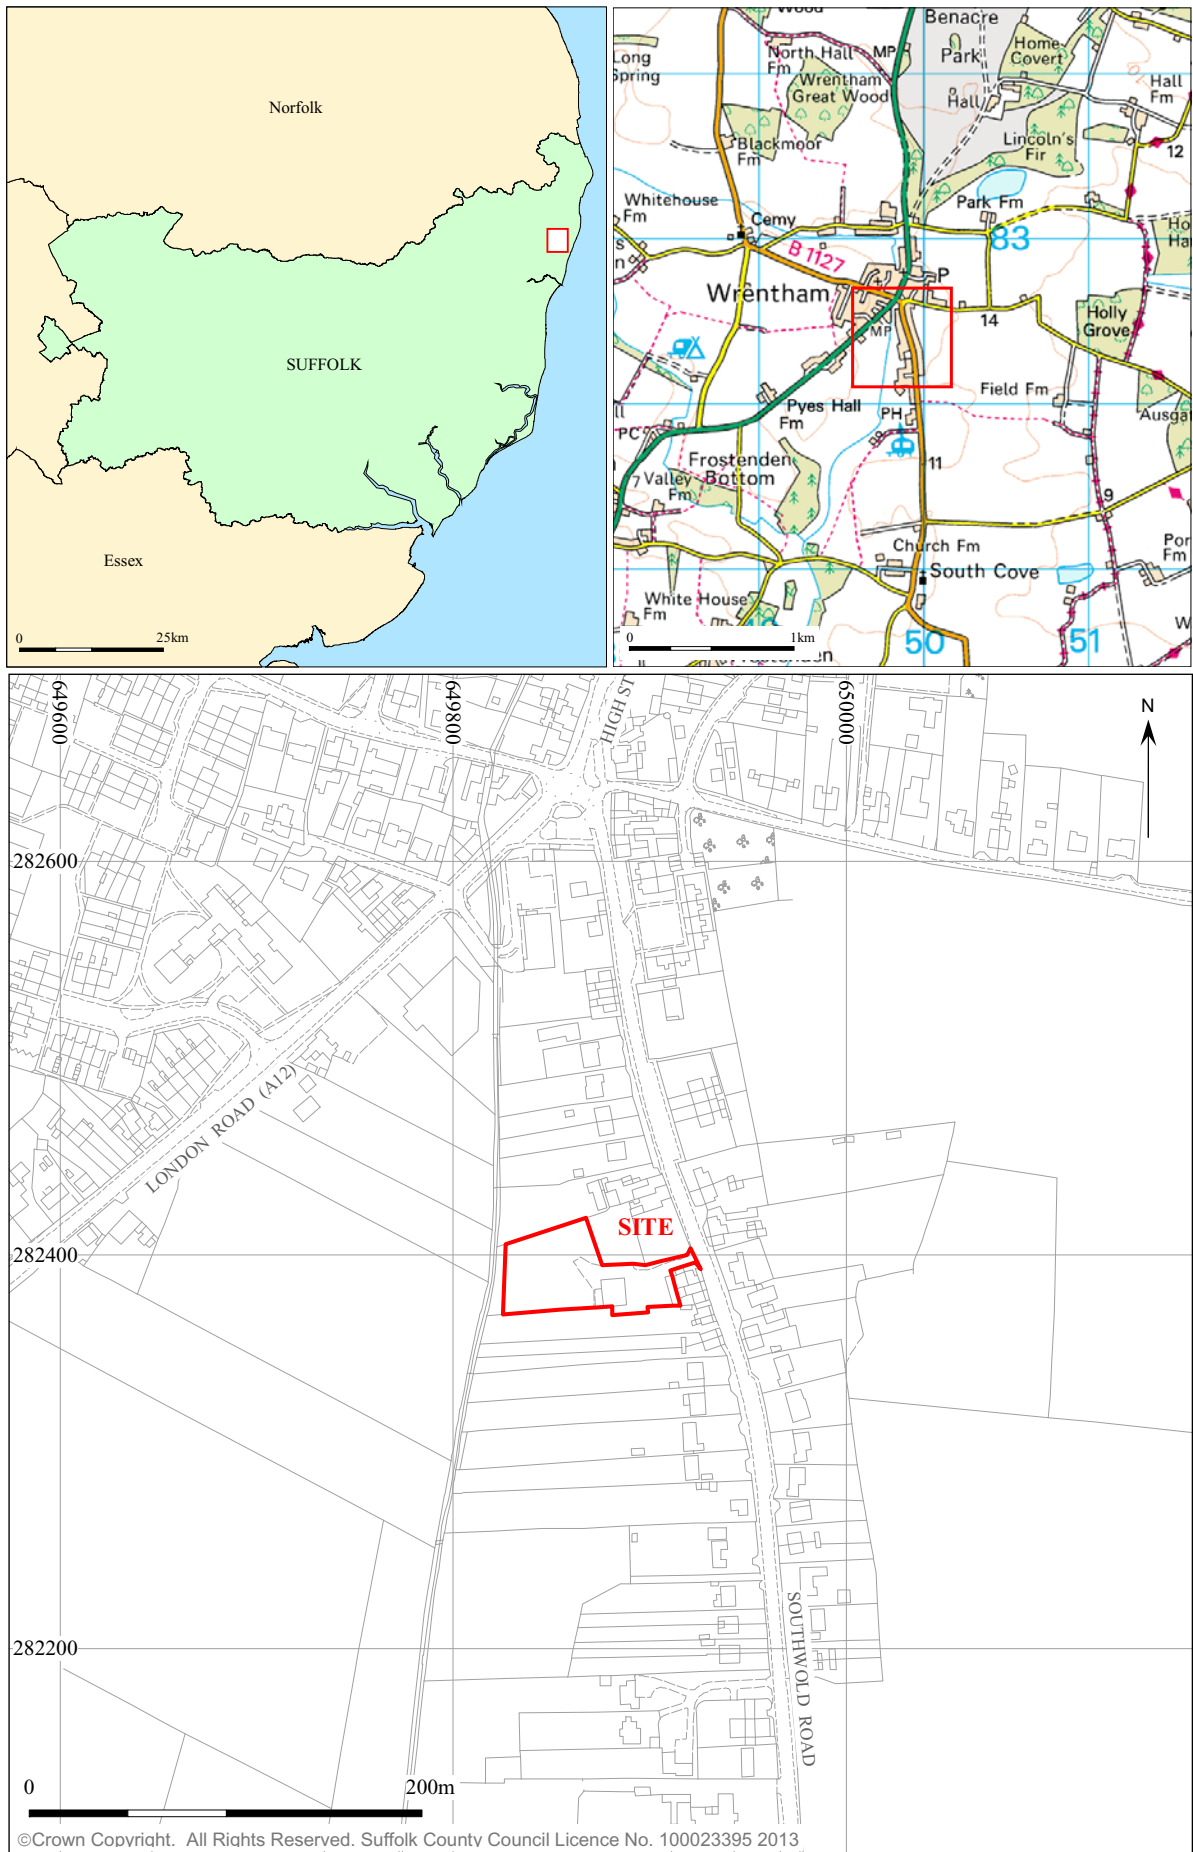 Norfolk
SUFFOLK
Essex
0 25km
Benacre
Park
Home
Covert
Long
Spring
North Hall
Fm
MP
Wrentham
Great Wood
Hall
Hall
Fm
Blackmoor
Fm
Lincoln's
Fir
12
Whitehouse
Fm
Cemy
Park Fm
83
B 1127
P
Wrentham
14
MP
Holly
Grove
Field Fm
Pyes Hall
Fm
PH
PC
Frostenden
Bottom
11
7
Valley
Fm
9
Church Fm
South Cove
White House
Fm
50
51
0 1km
649600
649800
650000
HIGH ST
N
282600
LONDON ROAD (A12)
SITE
282400
SOUTHWOLD ROAD
282200
0 200m
©Crown Copyright. All Rights Reserved. Suffolk County Council Licence No. 100023395 2013